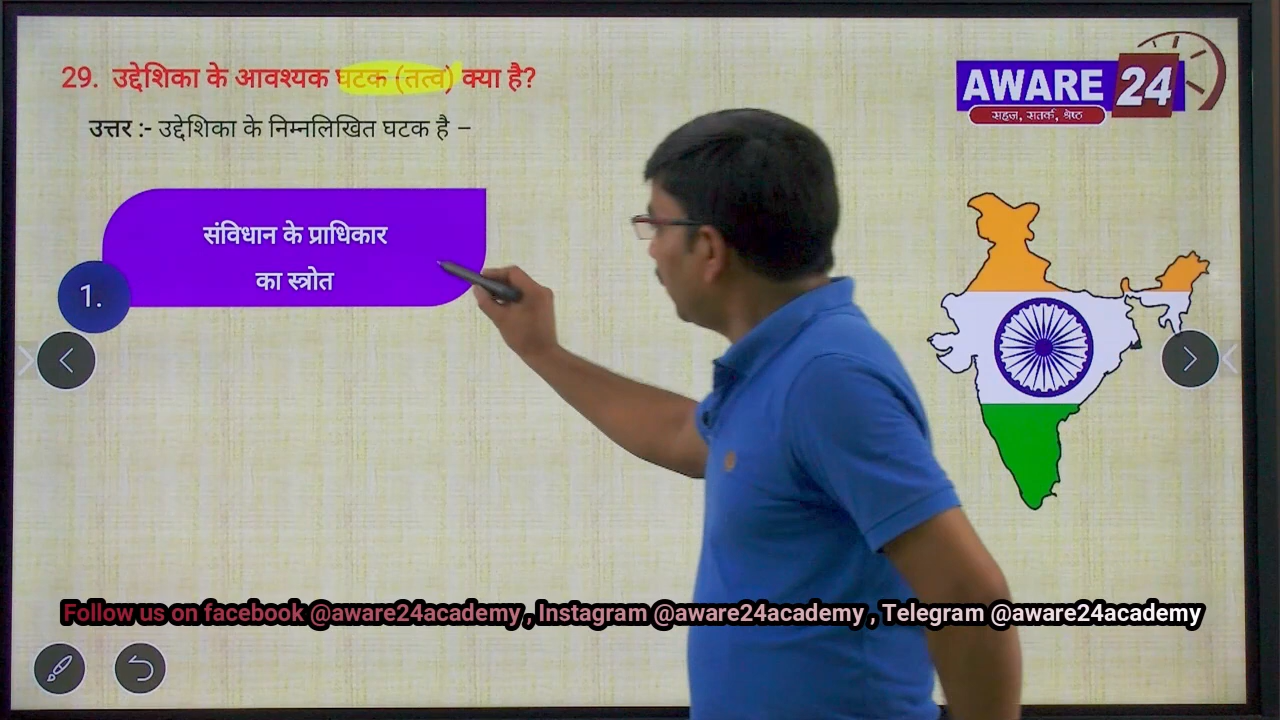 29. उद्देशिका के आवश्यक घटक (तत्व) क्या है?
उत्तर :- उद्देशिका के निम्नलिखित घटक है –
AWARE 24
सहज, सतर्क, श्रेष्ठ
संविधान के प्राधिकार
का स्त्रोत
1.
Follow us on facebook @aware24academy , Instagram @aware24academy , Telegram @aware24academy